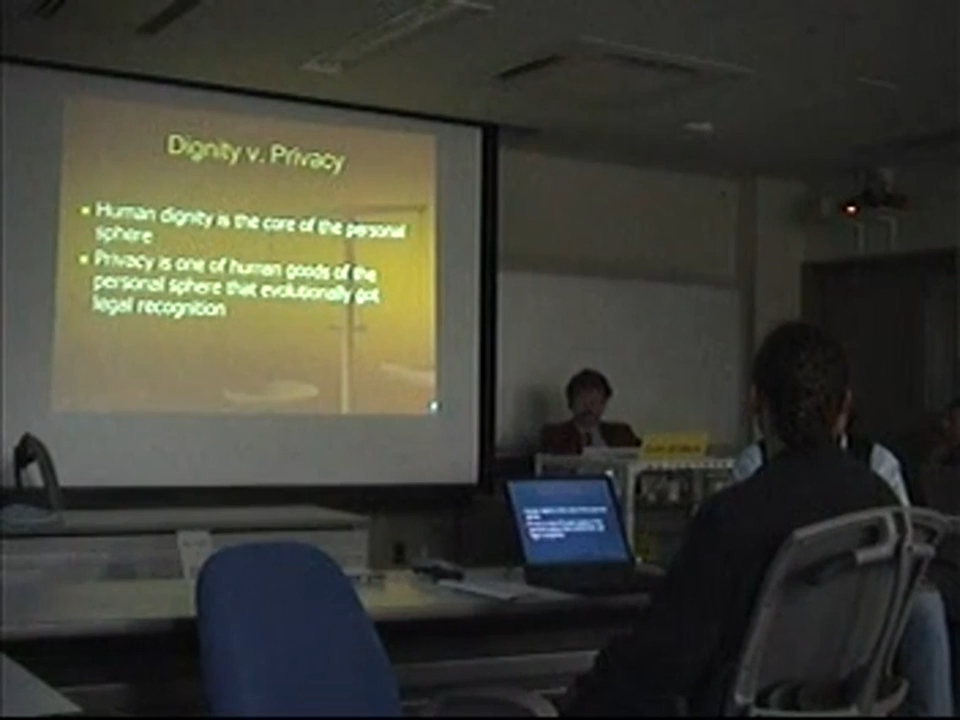 Dignity v. Privacy
Human dignity is the core of the personal
sphere
Privacy is one of human goods of the
personal sphere that evolutionally got
legal recognition